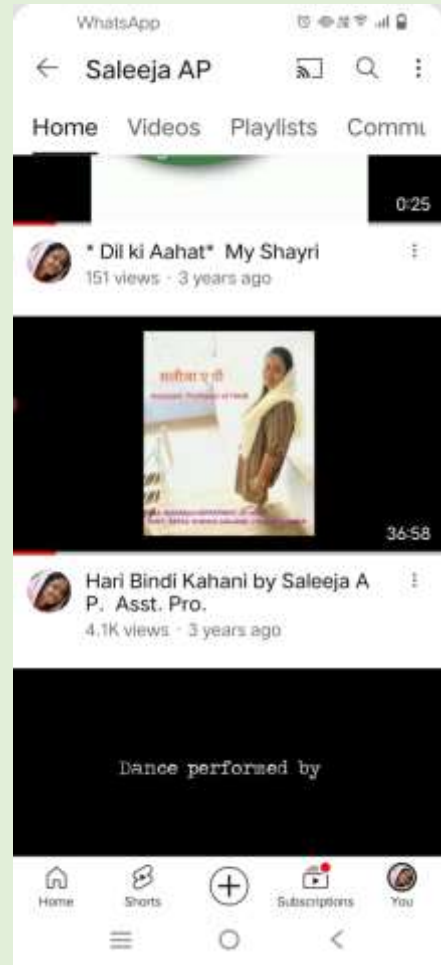 WhatsApp
Saleeja AP
Home Videos Playlists Commu
0:25
* Dil ki Aahat* My Shayri
151 views · 3 years ago
सलीजा ए पी
36:58
Hari Bindi Kahani by Saleeja A
P. Asst. Pro.
4.1K views · 3 years ago
Dance performed by
Home Shorts Subscriptions You